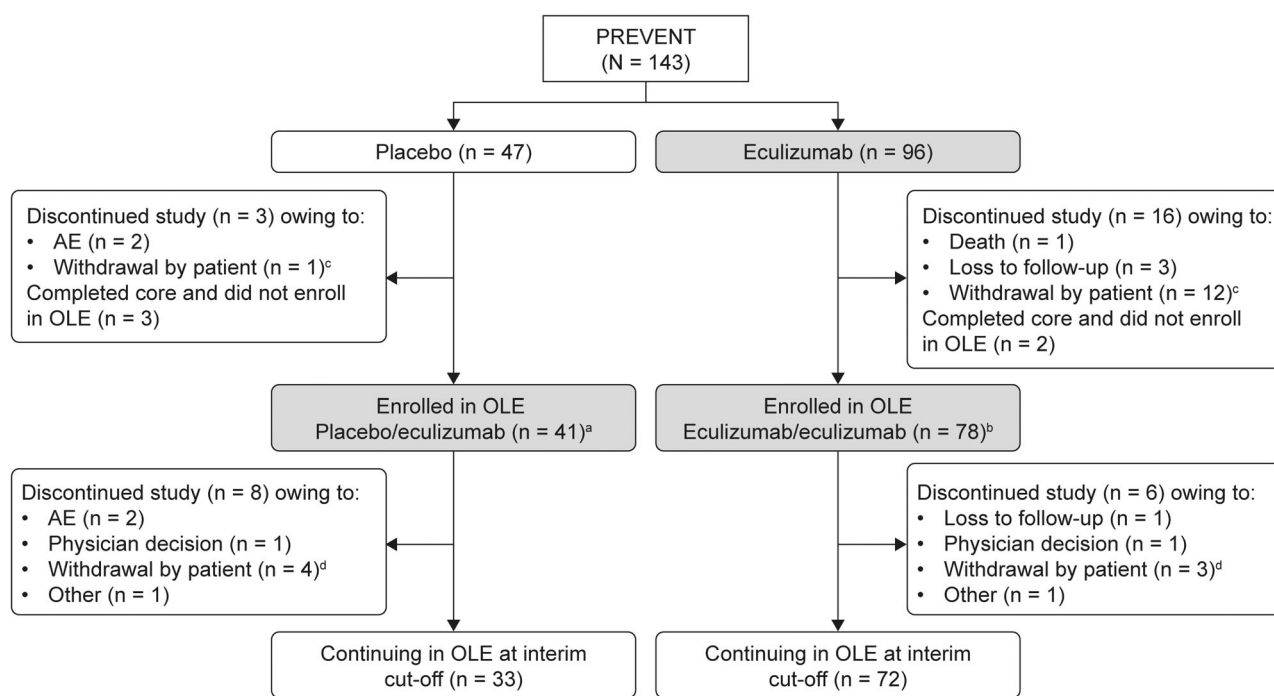 PREVENT
(N = 143)
Placebo (n = 47)
Eculizumab (n = 96)
Discontinued study (n = 3) owing to:
• AE (n = 2)
• Withdrawal by patient (n = 1)ᶜ
Completed core and did not enroll
in OLE (n = 3)
Discontinued study (n = 16) owing to:
• Death (n = 1)
• Loss to follow-up (n = 3)
• Withdrawal by patient (n = 12)ᶜ
Completed core and did not enroll
in OLE (n = 2)
Enrolled in OLE
Placebo/eculizumab (n = 41)ᵃ
Enrolled in OLE
Eculizumab/eculizumab (n = 78)ᵇ
Discontinued study (n = 8) owing to:
• AE (n = 2)
• Physician decision (n = 1)
• Withdrawal by patient (n = 4)ᵈ
• Other (n = 1)
Discontinued study (n = 6) owing to:
• Loss to follow-up (n = 1)
• Physician decision (n = 1)
• Withdrawal by patient (n = 3)ᵈ
• Other (n = 1)
Continuing in OLE at interim
cut-off (n = 33)
Continuing in OLE at interim
cut-off (n = 72)